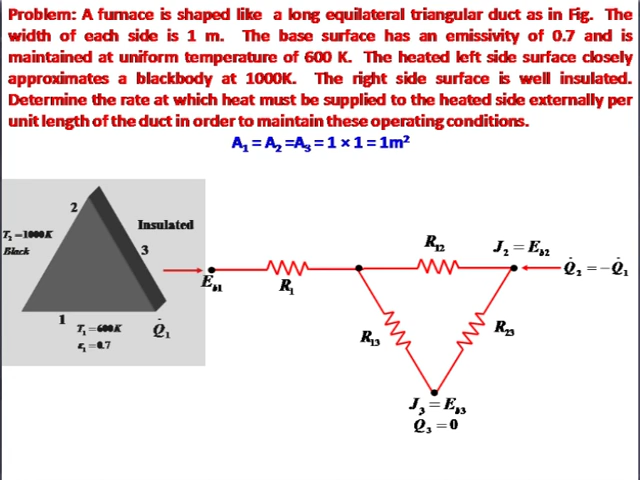 Problem: A furnace is shaped like a long equilateral triangular duct as in Fig. The
width of each side is 1 m. The base surface has an emissivity of 0.7 and is
maintained at uniform temperature of 600 K. The heated left side surface closely
approximates a blackbody at 1000K. The right side surface is well insulated.
Determine the rate at which heat must be supplied to the heated side externally per
unit length of the duct in order to maintain these operating conditions.
A₁ = A₂ =A₃ = 1 × 1 = 1m²
2
Insulated
T₂ =1000K
Black
3
1
T₁ =600K
ε₁ =0.7
Q̇₁
E_b1
R₁
R₁₂
J₂ = E_b2
Q̇₂ = −Q̇₁
R₁₃
R₂₃
J₃ = E_b3
Q̇₃ = 0